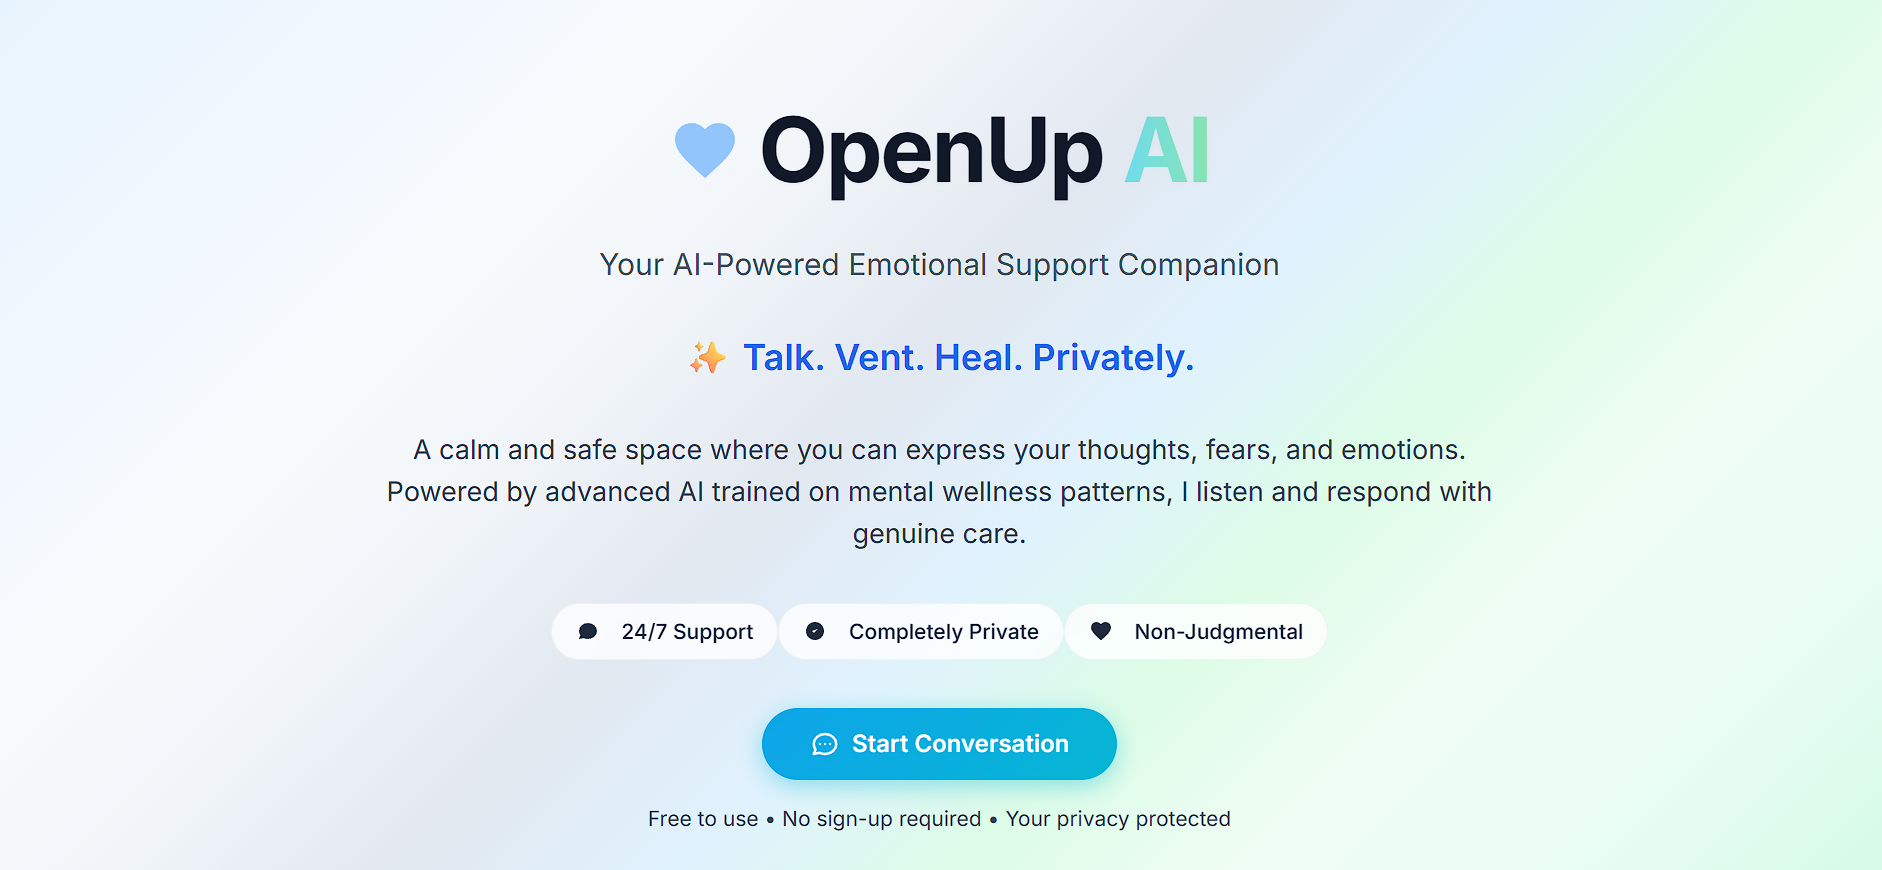 OpenUp AI
Your AI-Powered Emotional Support Companion
✨ Talk. Vent. Heal. Privately.
A calm and safe space where you can express your thoughts, fears, and emotions.
Powered by advanced AI trained on mental wellness patterns, I listen and respond with
genuine care.
24/7 Support Completely Private Non-Judgmental
Start Conversation
Free to use • No sign-up required • Your privacy protected